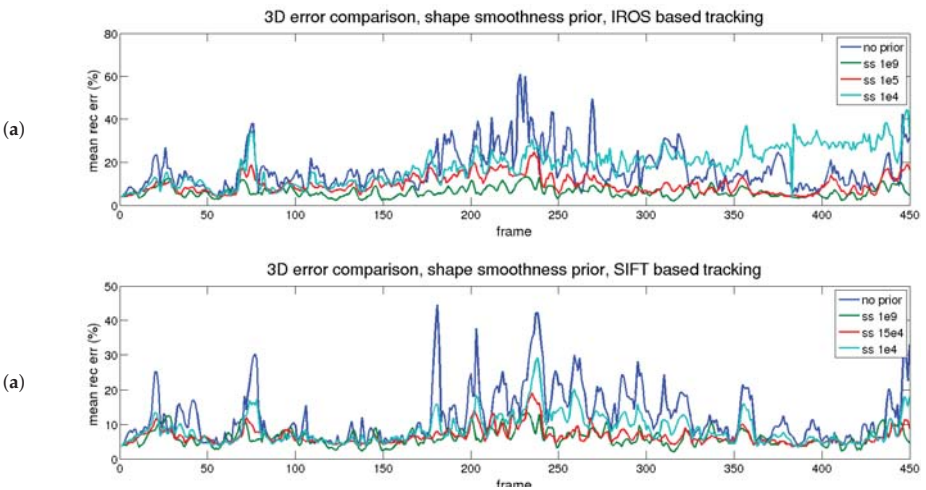 3D error comparison, shape smoothness prior, IROS based tracking
(a)
mean rec err (%)
80
60
40
20
0
no prior
ss 1e9
ss 1e5
ss 1e4
0 50 100 150 200 250 300 350 400 450
frame
3D error comparison, shape smoothness prior, SIFT based tracking
(a)
mean rec err (%)
50
40
30
20
10
0
no prior
ss 1e9
ss 15e4
ss 1e4
0 50 100 150 200 250 300 350 400 450
frame